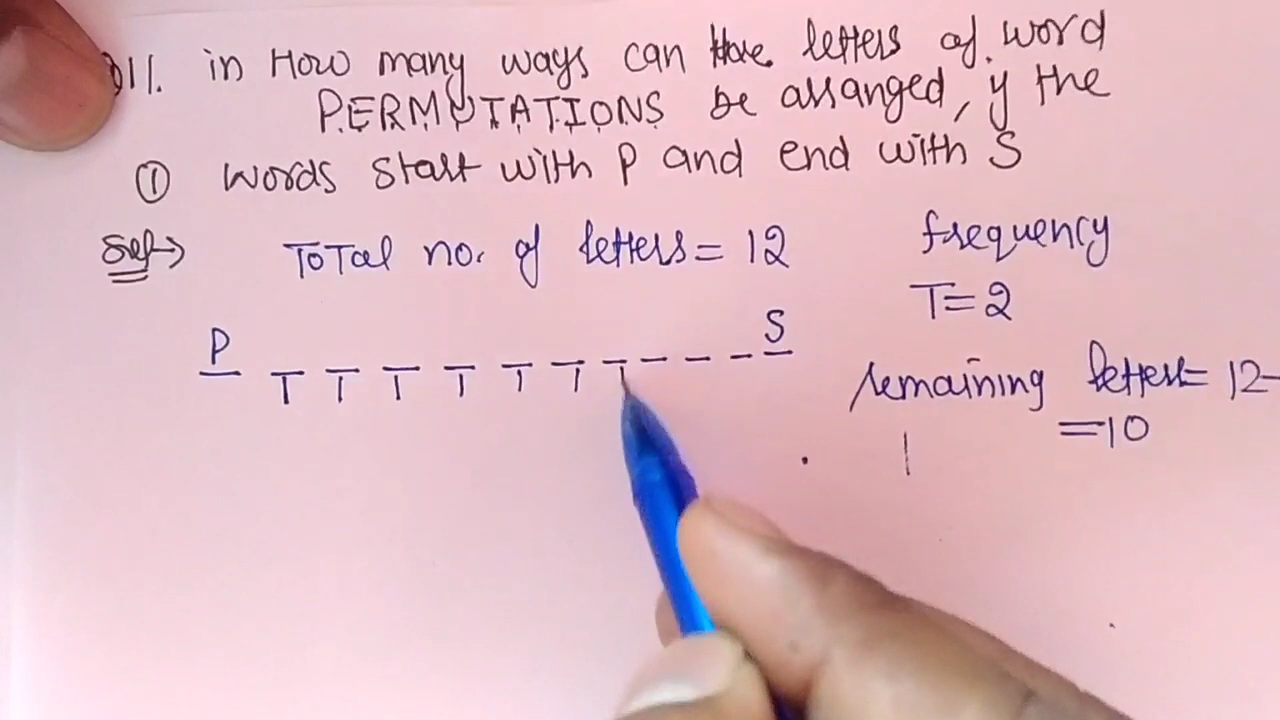 Q11. in How many ways can the letters of word
PERMUTATIONS be arranged, if the
① words start with P and end with S
Sol→ Total no. of letters = 12
frequency
T=2
P S
T T T T T T T
remaining letters= 12-
=10